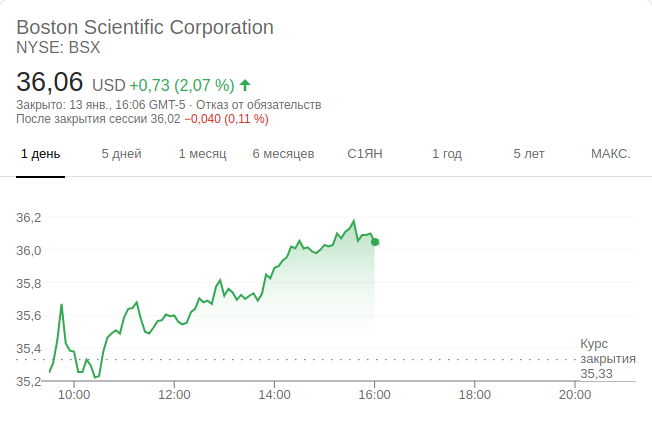 Boston Scientific Corporation
NYSE: BSX
36,06 USD +0,73 (2,07 %)
Закрыто: 13 янв., 16:06 GMT-5 · Отказ от обязательств
После закрытия сессии 36,02 −0,040 (0,11 %)
1 день 5 дней 1 месяц 6 месяцев С1ЯН 1 год 5 лет МАКС.
36,2
36,0
35,8
35,6
35,4
35,2
Курс
закрытия
35,33
10:00 12:00 14:00 16:00 18:00 20:00